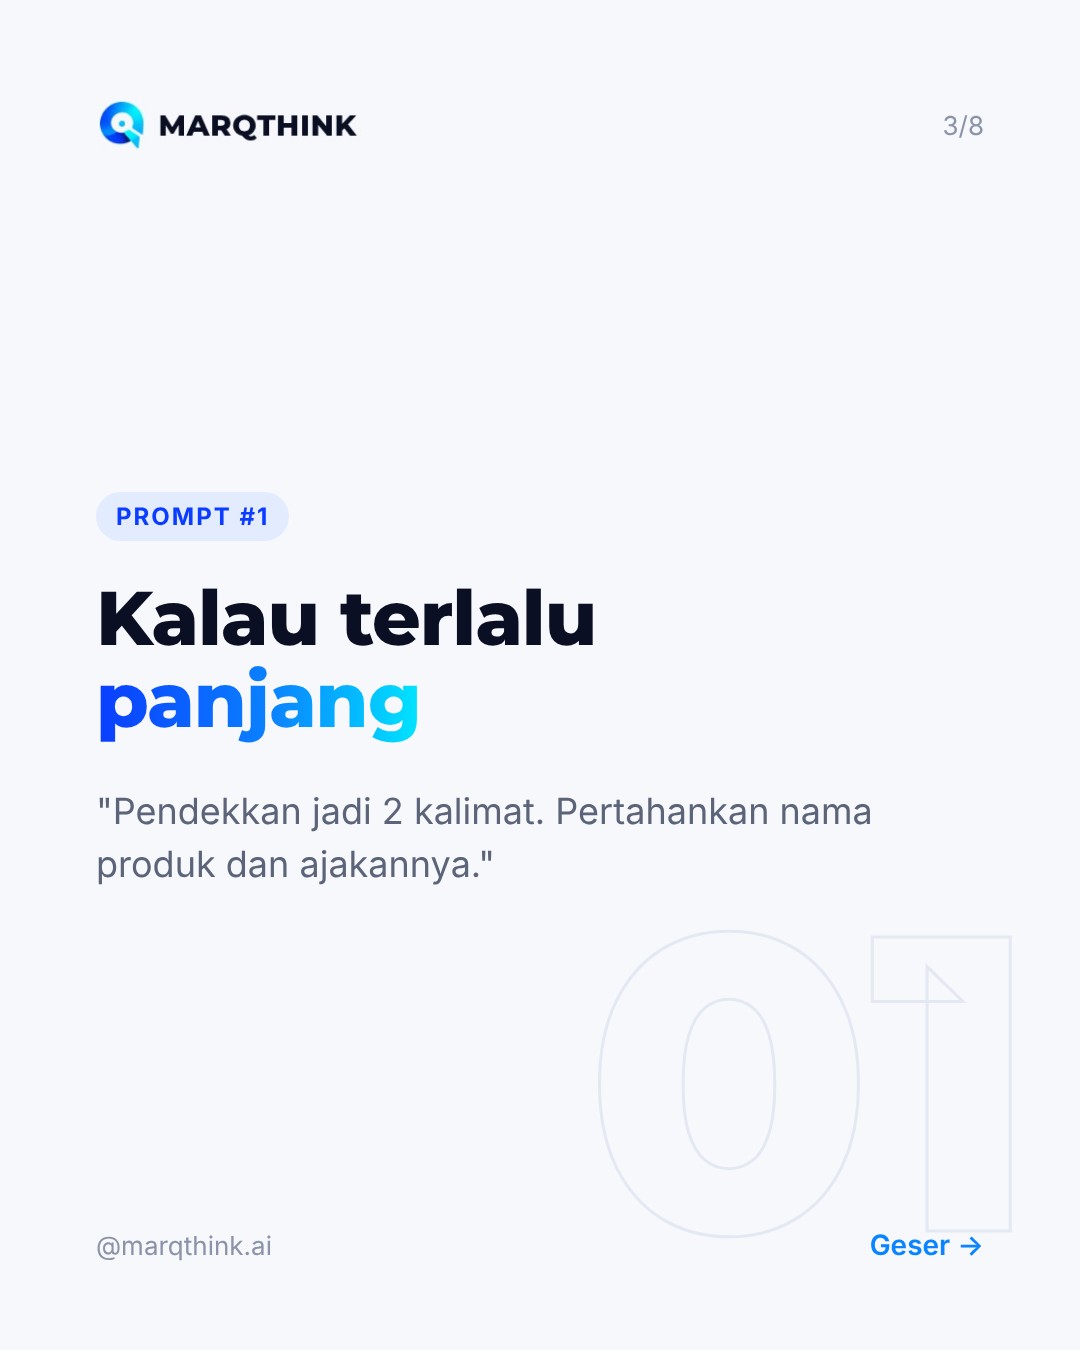 MARQTHINK
3/8
PROMPT #1
Kalau terlalu
panjang
"Pendekkan jadi 2 kalimat. Pertahankan nama
produk dan ajakannya."
01
@marqthink.ai
Geser →